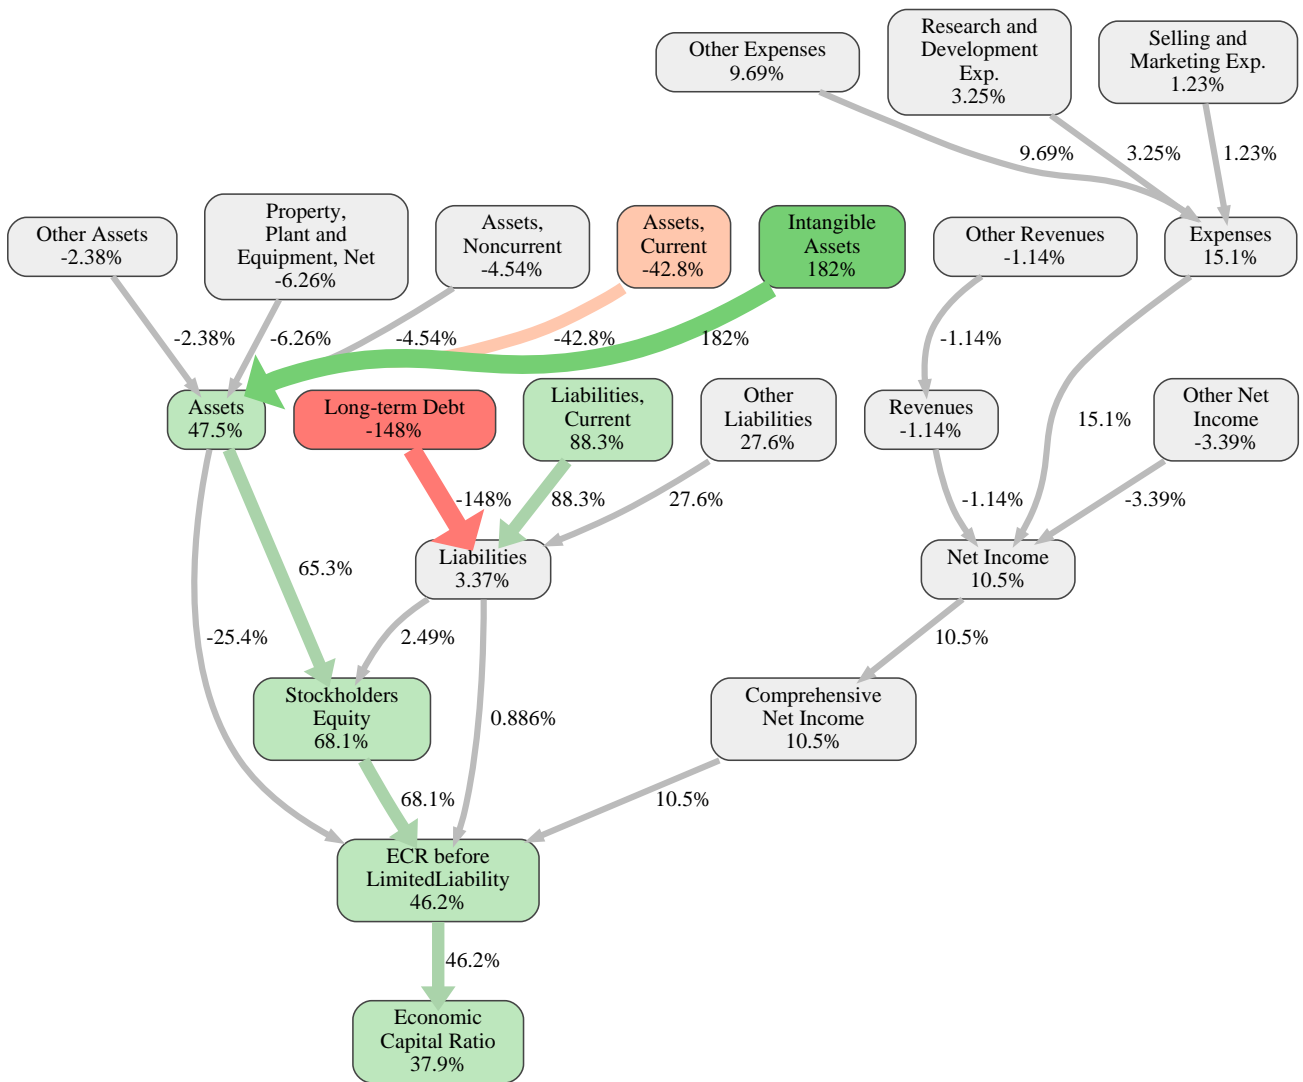 Other Expenses
9.69%
Research and
Development
Exp.
3.25%
Selling and
Marketing Exp.
1.23%
9.69%
3.25%
1.23%
Other Assets
-2.38%
Property,
Plant and
Equipment, Net
-6.26%
Assets,
Noncurrent
-4.54%
Assets,
Current
-42.8%
Intangible
Assets
182%
Other Revenues
-1.14%
Expenses
15.1%
-2.38%
-6.26%
-4.54%
-42.8%
182%
-1.14%
15.1%
Assets
47.5%
Long-term Debt
-148%
Liabilities,
Current
88.3%
Other
Liabilities
27.6%
Revenues
-1.14%
Other Net
Income
-3.39%
-148%
88.3%
27.6%
-1.14%
-3.39%
65.3%
Liabilities
3.37%
Net Income
10.5%
-25.4%
2.49%
0.886%
10.5%
Stockholders
Equity
68.1%
Comprehensive
Net Income
10.5%
68.1%
10.5%
ECR before
LimitedLiability
46.2%
46.2%
Economic
Capital Ratio
37.9%